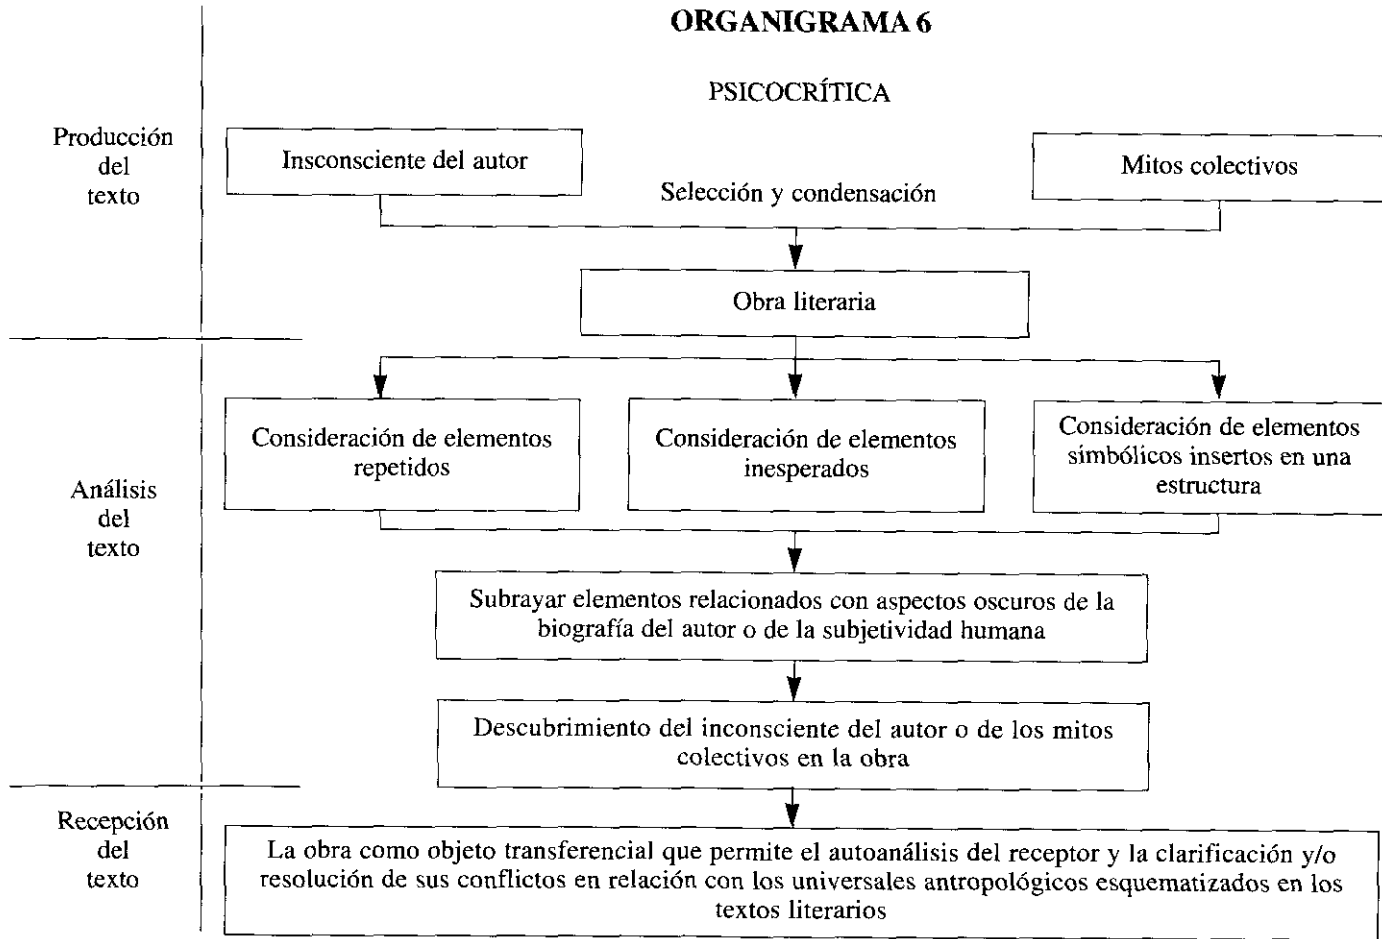 ORGANIGRAMA 6
PSICOCRÍTICA
Producción
del
texto
Insconsciente del autor
Mitos colectivos
Selección y condensación
Obra literaria
Análisis
del
texto
Consideración de elementos
repetidos
Consideración de elementos
inesperados
Consideración de elementos
simbólicos insertos en una
estructura
Subrayar elementos relacionados con aspectos oscuros de la
biografía del autor o de la subjetividad humana
Descubrimiento del inconsciente del autor o de los mitos
colectivos en la obra
Recepción
del
texto
La obra como objeto transferencial que permite el autoanálisis del receptor y la clarificación y/o
resolución de sus conflictos en relación con los universales antropológicos esquematizados en los
textos literarios